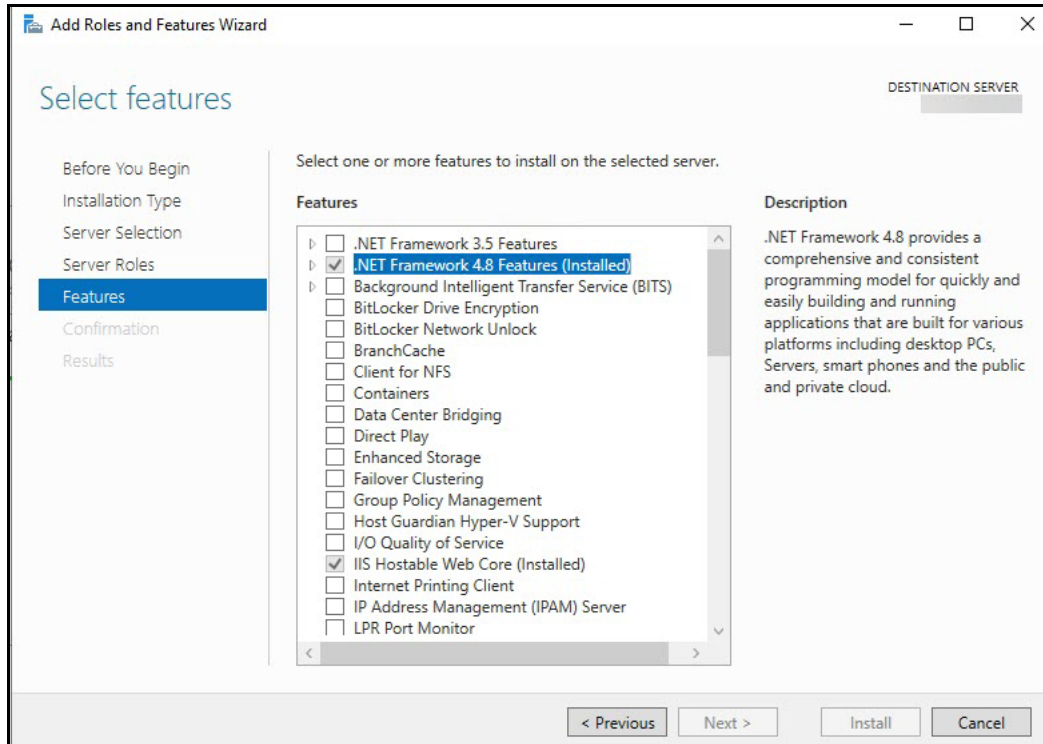 Add Roles and Features Wizard
Select features
DESTINATION SERVER
Before You Begin
Installation Type
Server Selection
Server Roles
Features
Confirmation
Results
Select one or more features to install on the selected server.
Features
.NET Framework 3.5 Features
.NET Framework 4.8 Features (Installed)
Background Intelligent Transfer Service (BITS)
BitLocker Drive Encryption
BitLocker Network Unlock
BranchCache
Client for NFS
Containers
Data Center Bridging
Direct Play
Enhanced Storage
Failover Clustering
Group Policy Management
Host Guardian Hyper-V Support
I/O Quality of Service
IIS Hostable Web Core (Installed)
Internet Printing Client
IP Address Management (IPAM) Server
LPR Port Monitor
Description
.NET Framework 4.8 provides a
comprehensive and consistent
programming model for quickly and
easily building and running
applications that are built for various
platforms including desktop PCs,
Servers, smart phones and the public
and private cloud.
< Previous
Next >
Install
Cancel